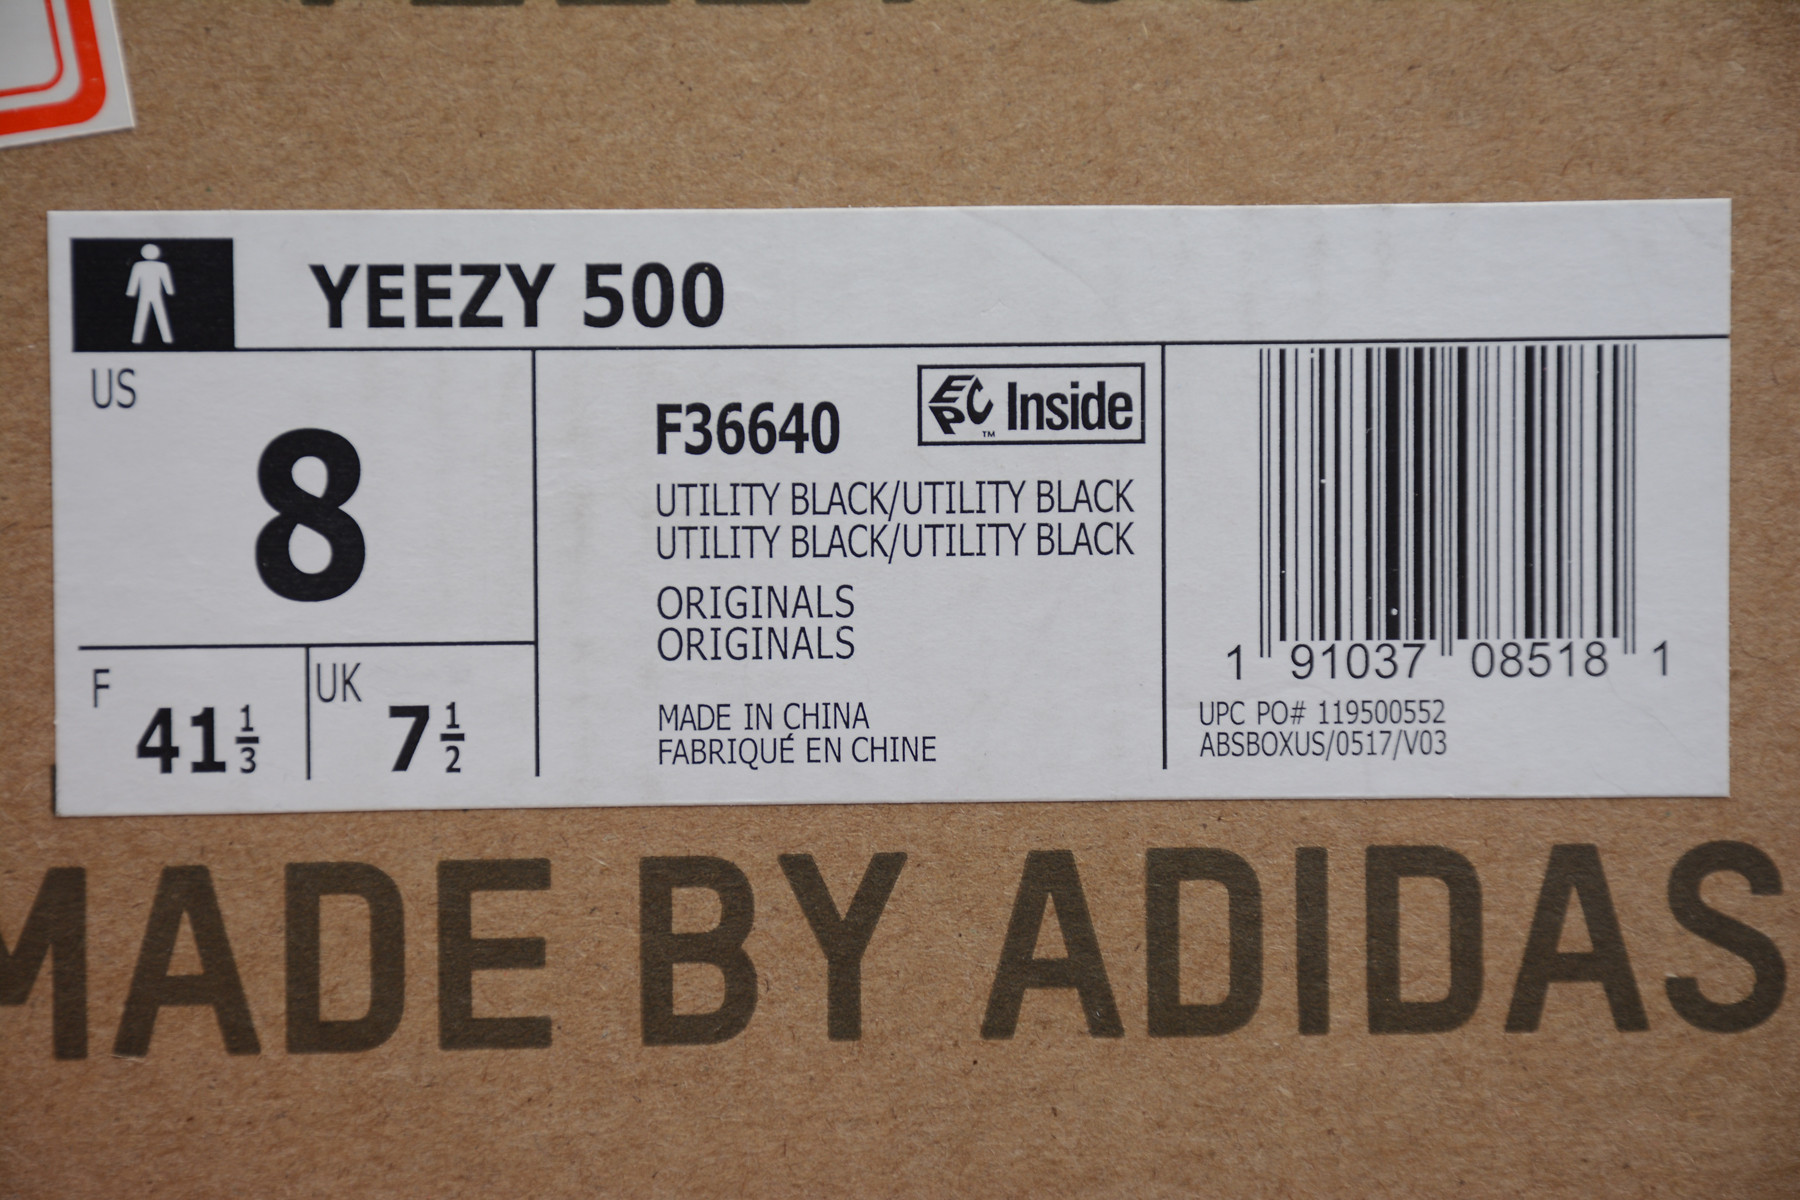 YEEZY 500
US
8
F
41 1/3
UK
7 1/2
F36640
EPC™ Inside
UTILITY BLACK/UTILITY BLACK
UTILITY BLACK/UTILITY BLACK
ORIGINALS
ORIGINALS
MADE IN CHINA
FABRIQUÉ EN CHINE
1 91037 08518 1
UPC PO# 119500552
ABSBOXUS/0517/V03
MADE BY ADIDAS